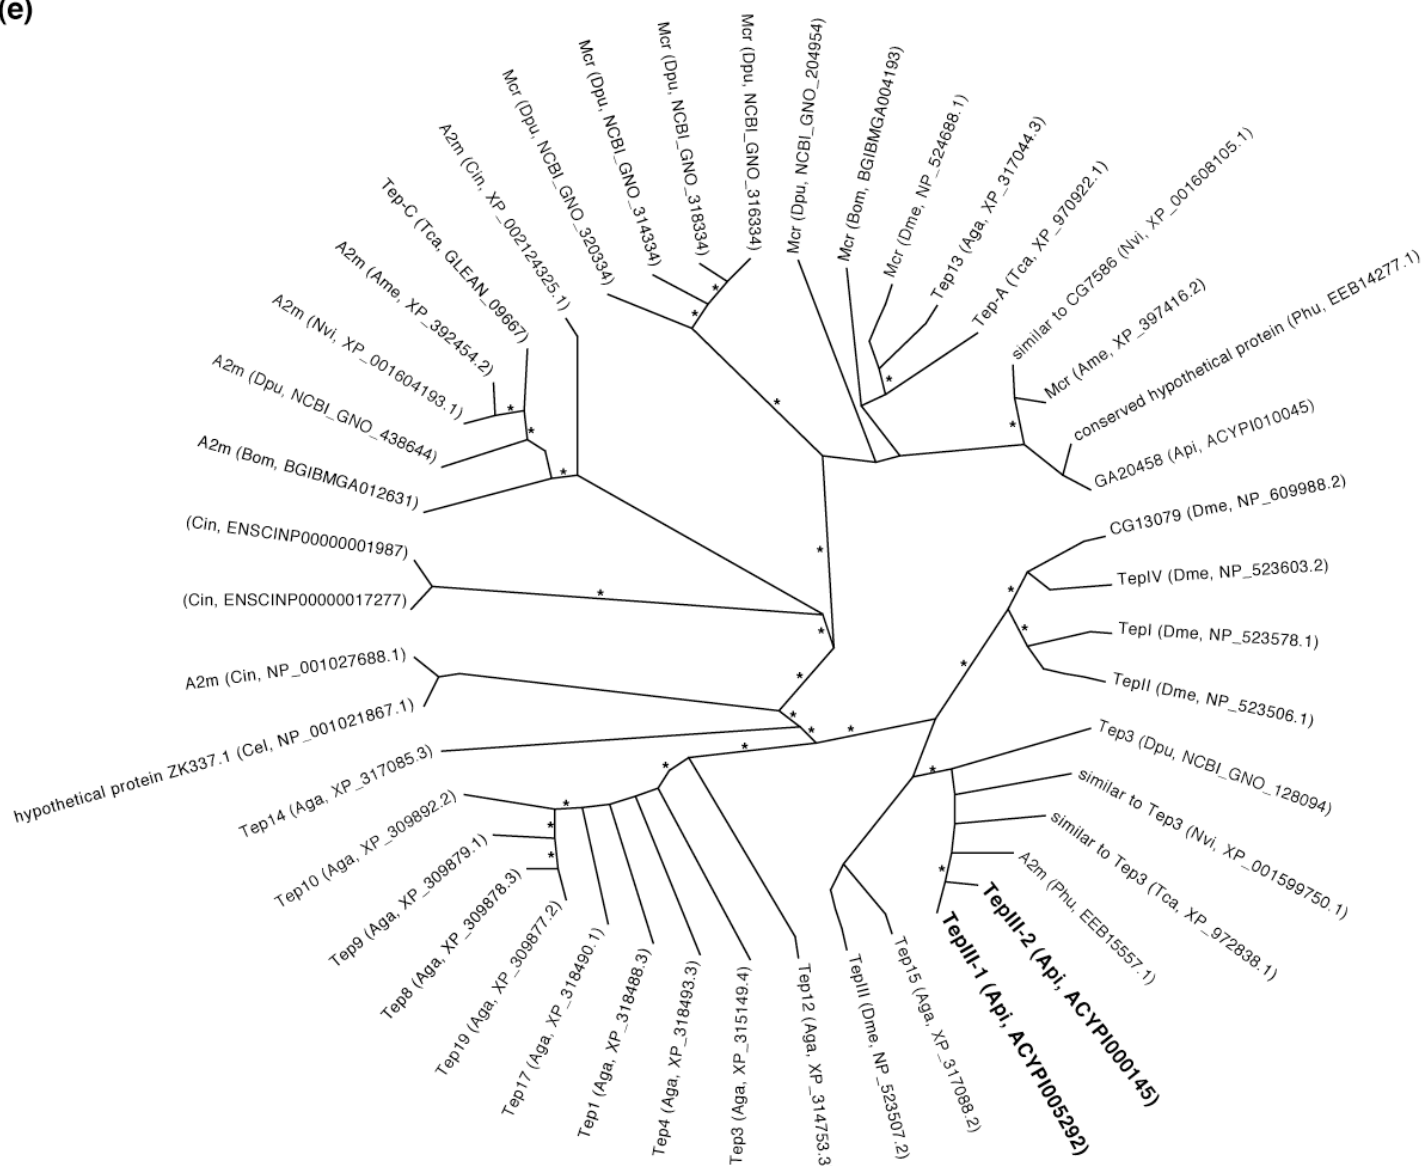 (e)
Mcr (Dpu, NCBI_GNO_320334)
Mcr (Dpu, NCBI_GNO_314334)
Mcr (Dpu, NCBI_GNO_318334)
Mcr (Dpu, NCBI_GNO_316334)
Mcr (Dpu, NCBI_GNO_204954)
Mcr (Bom, BGIBMGA004193)
Mcr (Dme, NP_524688.1)
Tep13 (Aga, XP_317044.3)
Tep-A (Tca, XP_970922.1)
similar to CG7586 (Nvi, XP_001608105.1)
Mcr (Ame, XP_397416.2)
conserved hypothetical protein (Phu, EEB14277.1)
GA20458 (Api, ACYPI010045)
CG13079 (Dme, NP_609988.2)
TepIV (Dme, NP_523603.2)
TepI (Dme, NP_523578.1)
TepII (Dme, NP_523506.1)
Tep3 (Dpu, NCBI_GNO_128094)
similar to Tep3 (Nvi, XP_001599750.1)
similar to Tep3 (Tca, XP_972838.1)
A2m (Phu, EEB15557.1)
TepIII-2 (Api, ACYPI000145)
TepIII-1 (Api, ACYPI005292)
Tep15 (Aga, XP_317088.2)
TepIII (Dme, NP_523507.2)
Tep12 (Aga, XP_314753.3
Tep3 (Aga, XP_315149.4)
Tep4 (Aga, XP_318493.3)
Tep1 (Aga, XP_318488.3)
Tep17 (Aga, XP_318490.1)
Tep19 (Aga, XP_309877.2)
Tep8 (Aga, XP_309878.3)
Tep9 (Aga, XP_309879.1)
Tep10 (Aga, XP_309892.2)
Tep14 (Aga, XP_317085.3)
hypothetical protein ZK337.1 (Cel, NP_001021867.1)
A2m (Cin, NP_001027688.1)
(Cin, ENSCINP00000017277)
(Cin, ENSCINP00000001987)
A2m (Bom, BGIBMGA012631)
A2m (Dpu, NCBI_GNO_438644)
A2m (Nvi, XP_001604193.1)
A2m (Ame, XP_392454.2)
Tep-C (Tca, GLEAN_09667)
A2m (Cin, XP_002124325.1)